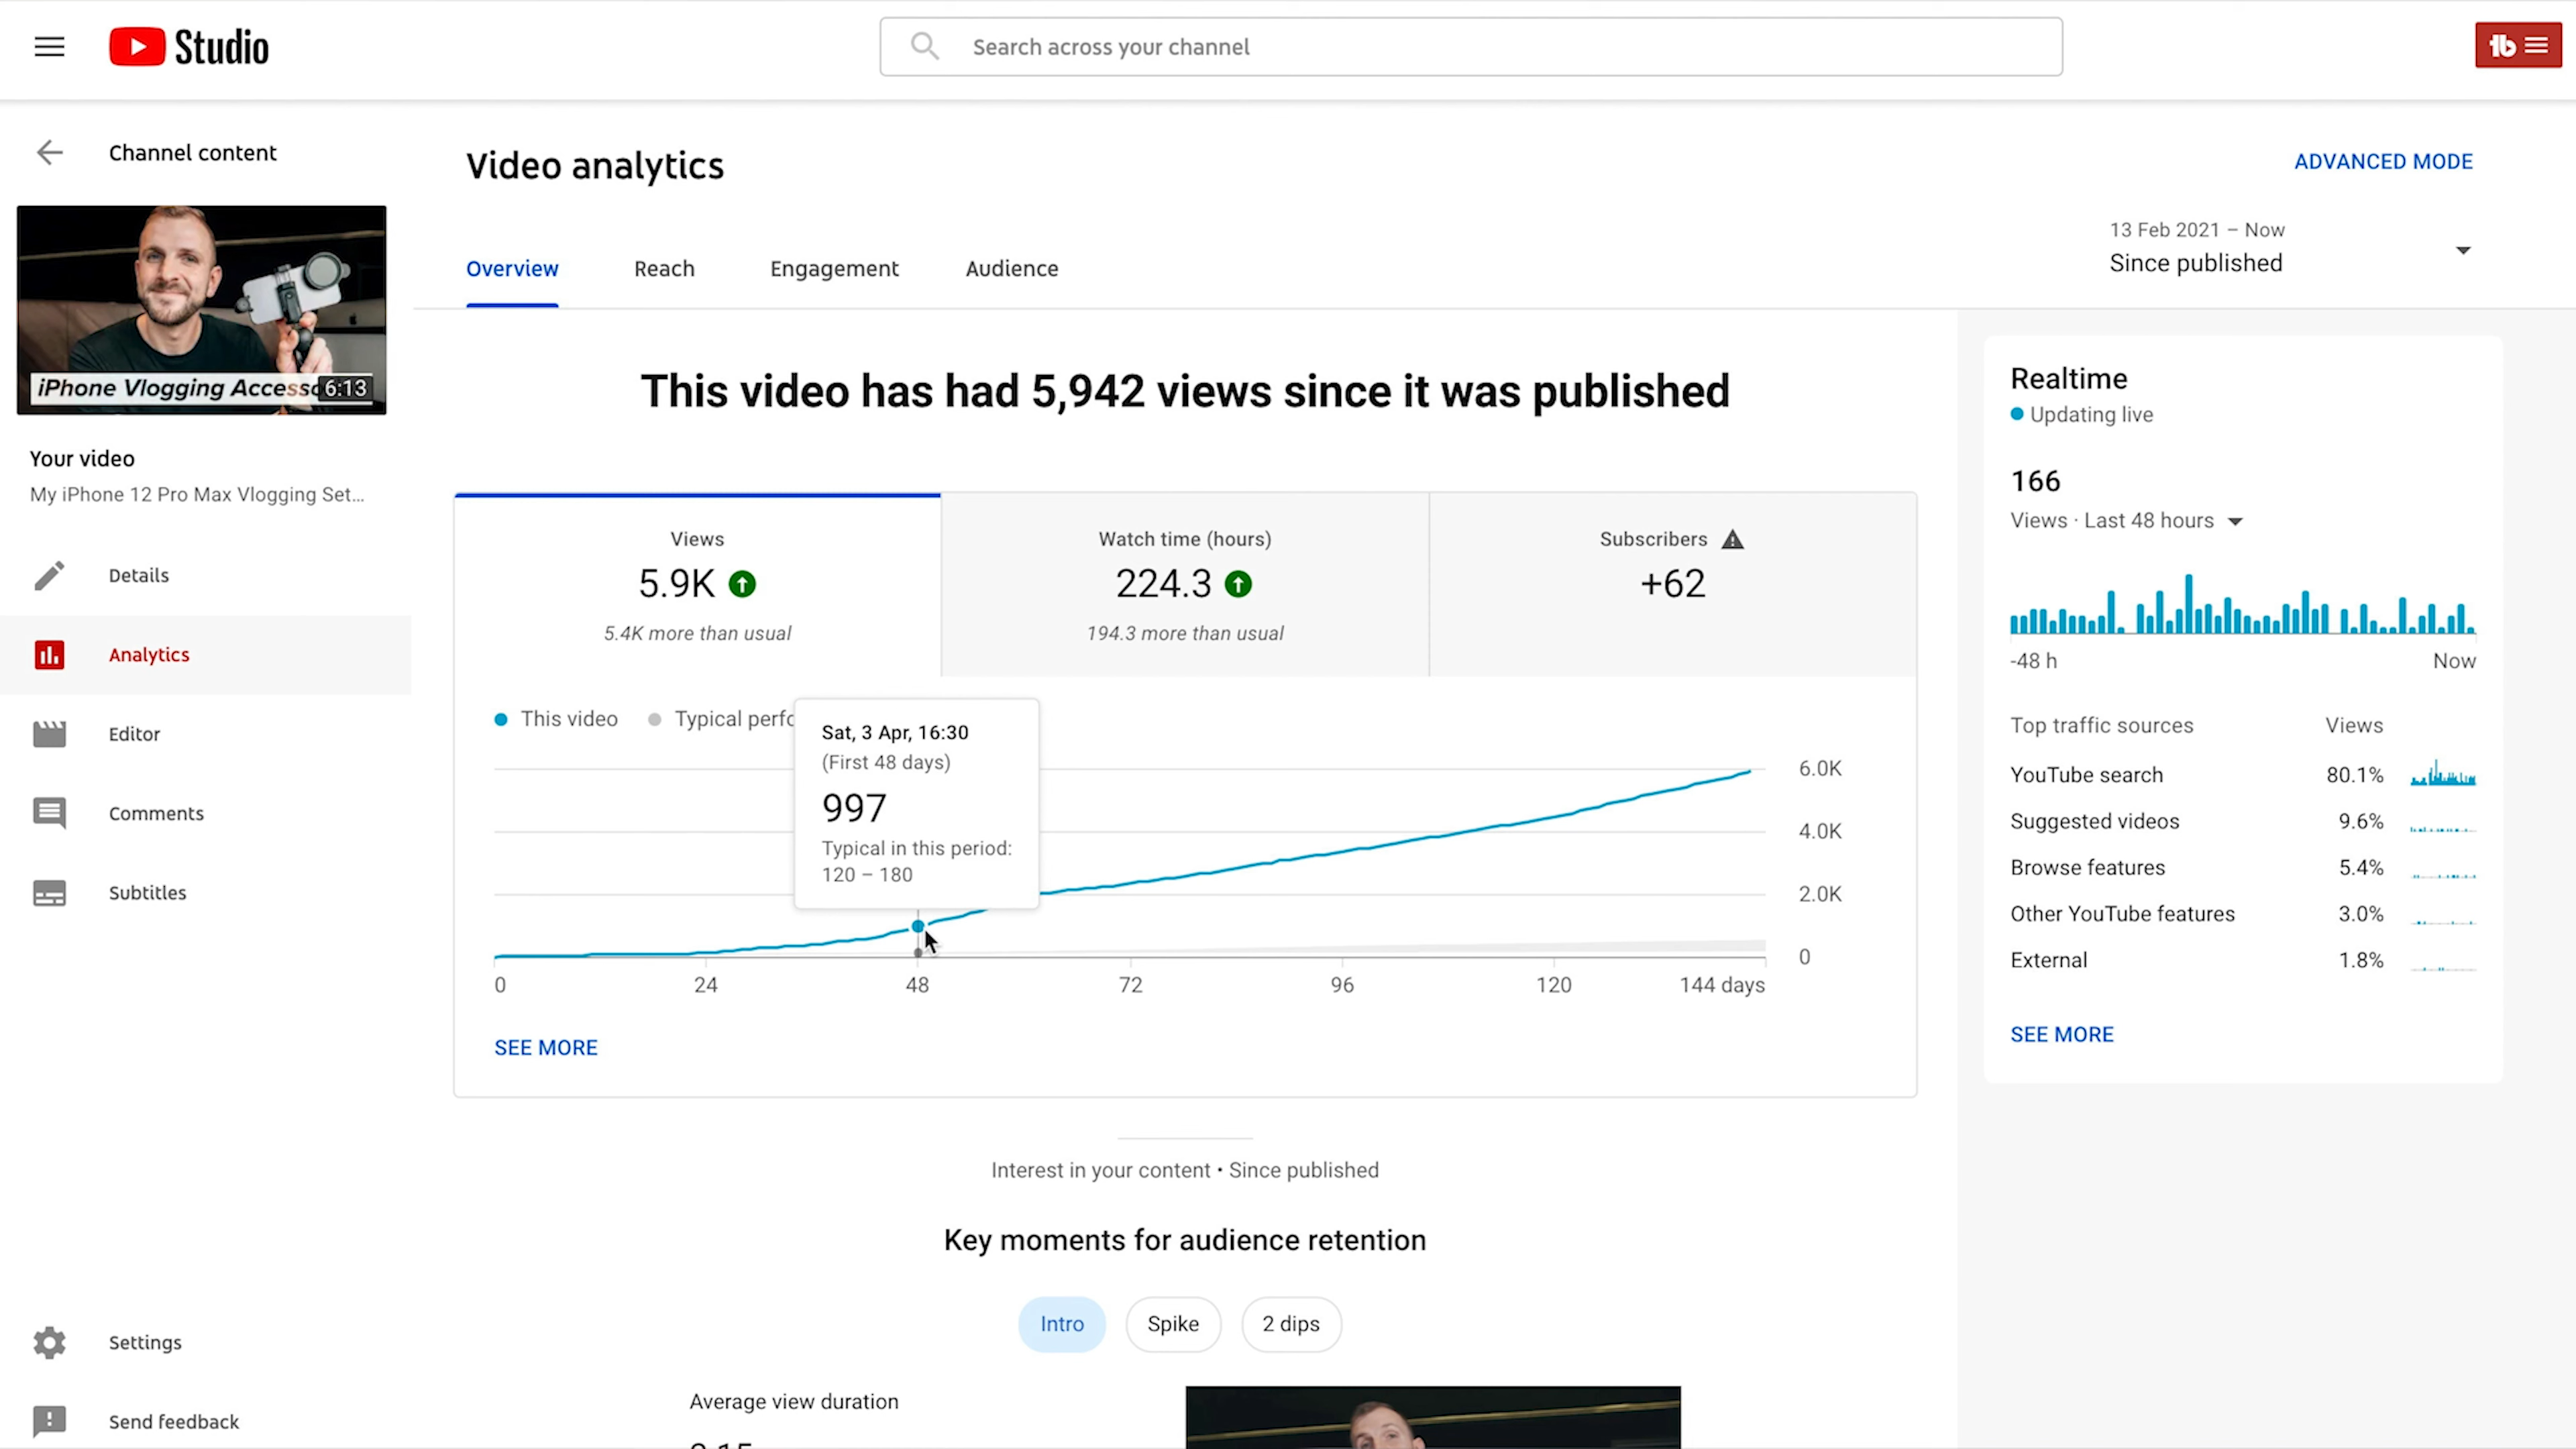 Studio
Search across your channel
Channel content
iPhone Vlogging 6:13
Your video
My iPhone 12 Pro Max Vlogging Set...
Details
Analytics
Editor
Comments
Subtitles
Settings
Send feedback
Video analytics
ADVANCED MODE
Overview Reach Engagement Audience
13 Feb 2021 – Now
Since published
This video has had 5,942 views since it was published
Views
5.9K
5.4K more than usual
Watch time (hours)
224.3
194.3 more than usual
Subscribers
+62
This video Typical
Sat, 3 Apr, 16:30
(First 48 days)
997
Typical in this period:
120 – 180
6.0K
4.0K
2.0K
0
0 24 48 72 96 120 144 days
SEE MORE
Interest in your content • Since published
Key moments for audience retention
Intro Spike 2 dips
Average view duration
Realtime
Updating live
166
Views · Last 48 hours
-48 h Now
Top traffic sources Views
YouTube search 80.1%
Suggested videos 9.6%
Browse features 5.4%
Other YouTube features 3.0%
External 1.8%
SEE MORE